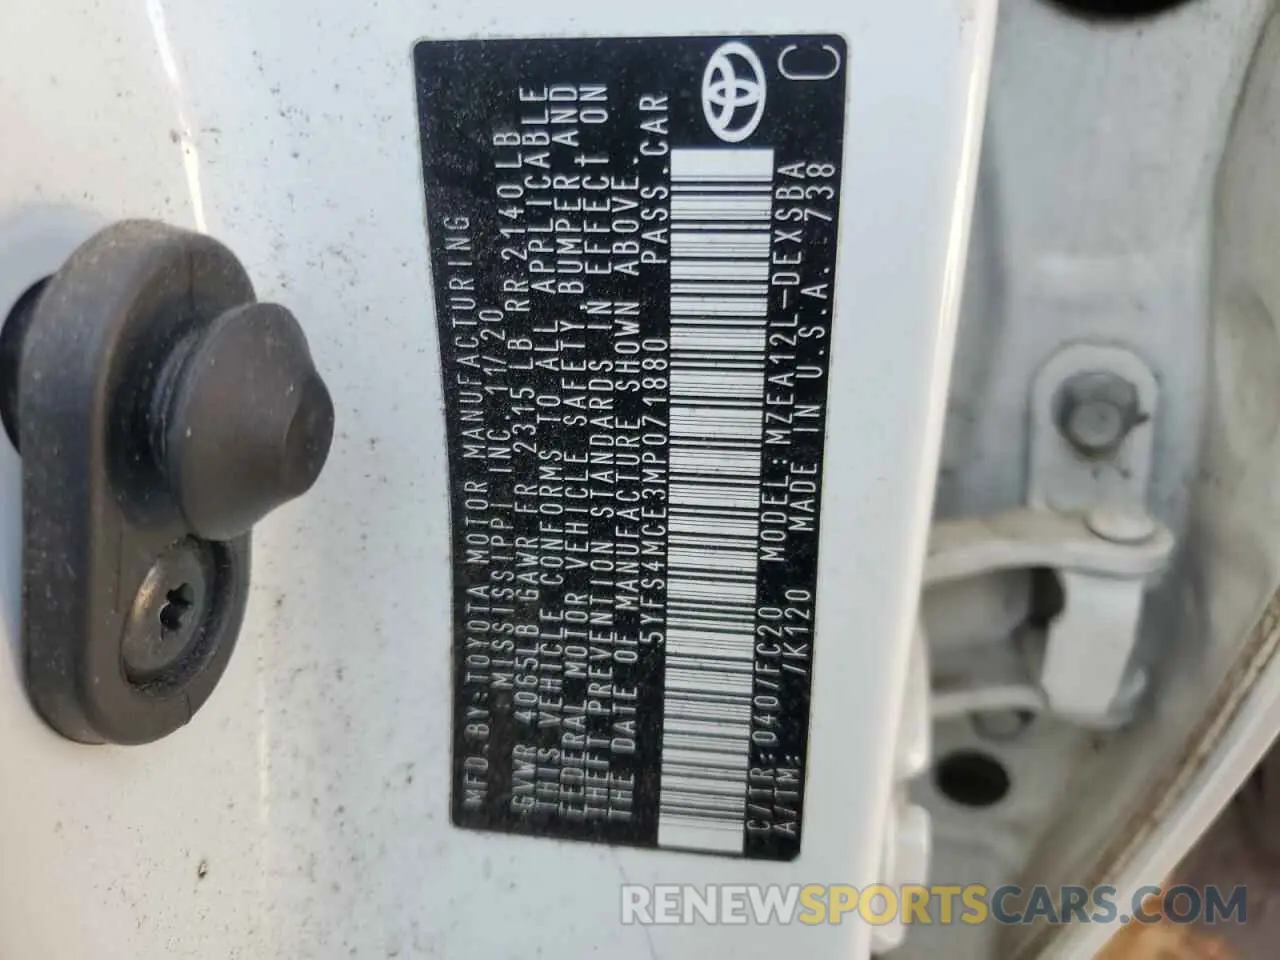 MFD.BY:TOYOTA MOTOR MANUFACTURING
MISSISSIPPI INC. 11/20
GVWR 4065LB GAWR FR 2315 LB RR 2140 LB
THIS VEHICLE CONFORMS TO ALL APPLICABLE
FEDERAL MOTOR VEHICLE SAFETY,BUMPER AND
THEFT PREVENTION STANDARDS IN EFFECT ON
THE DATE OF MANUFACTURE SHOWN ABOVE.
5YFS4MCE3MP071880 PASS.CAR
C/TR:040/FC20 MODEL:MZEA12L-DEXSBA
A/TM: /K120 MADE IN U.S.A. 738
C
RENEWSPORTSCARS.COM